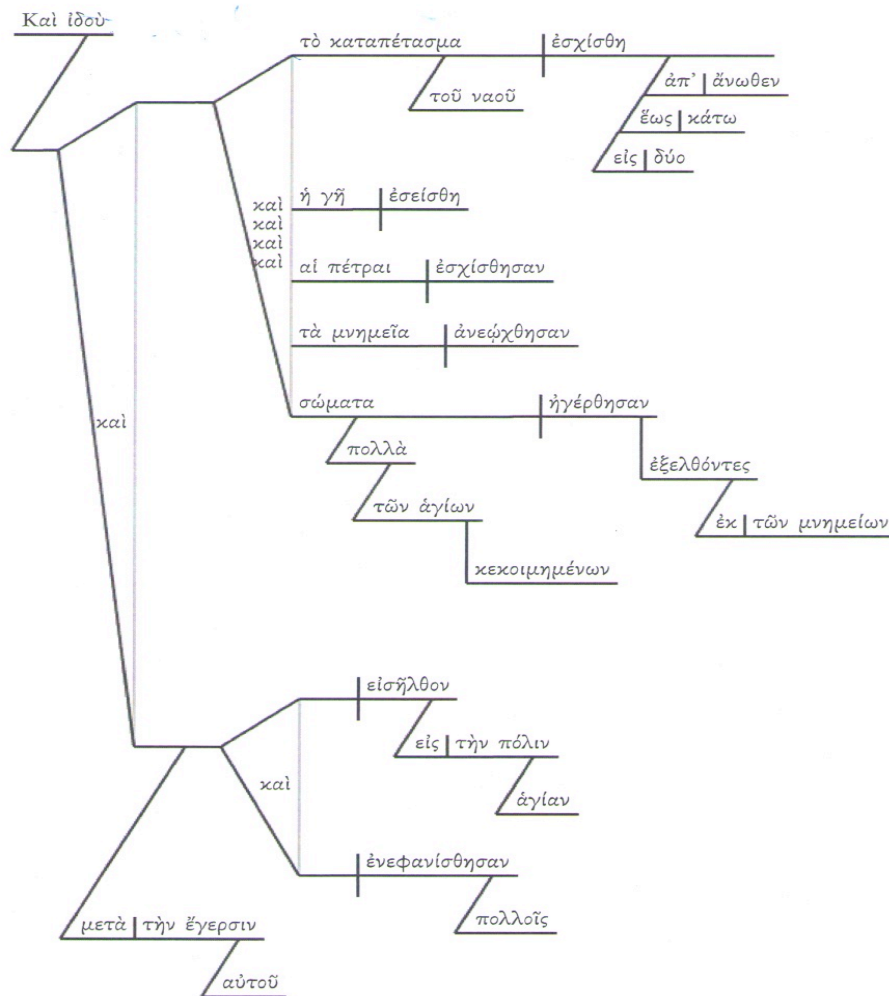 Καὶ ἰδοὺ
τὸ καταπέτασμα ἐσχίσθη
τοῦ ναοῦ
ἀπ’ ἄνωθεν
ἕως κάτω
εἰς δύο
καὶ ἡ γῆ ἐσείσθη
καὶ
καὶ
καὶ
αἱ πέτραι ἐσχίσθησαν
τὰ μνημεῖα ἀνεῴχθησαν
σώματα ἠγέρθησαν
καὶ
πολλὰ
ἐξελθόντες
τῶν ἁγίων
ἐκ τῶν μνημείων
κεκοιμημένων
εἰσῆλθον
εἰς τὴν πόλιν
καὶ
ἁγίαν
ἐνεφανίσθησαν
πολλοῖς
μετὰ τὴν ἔγερσιν
αὐτοῦ